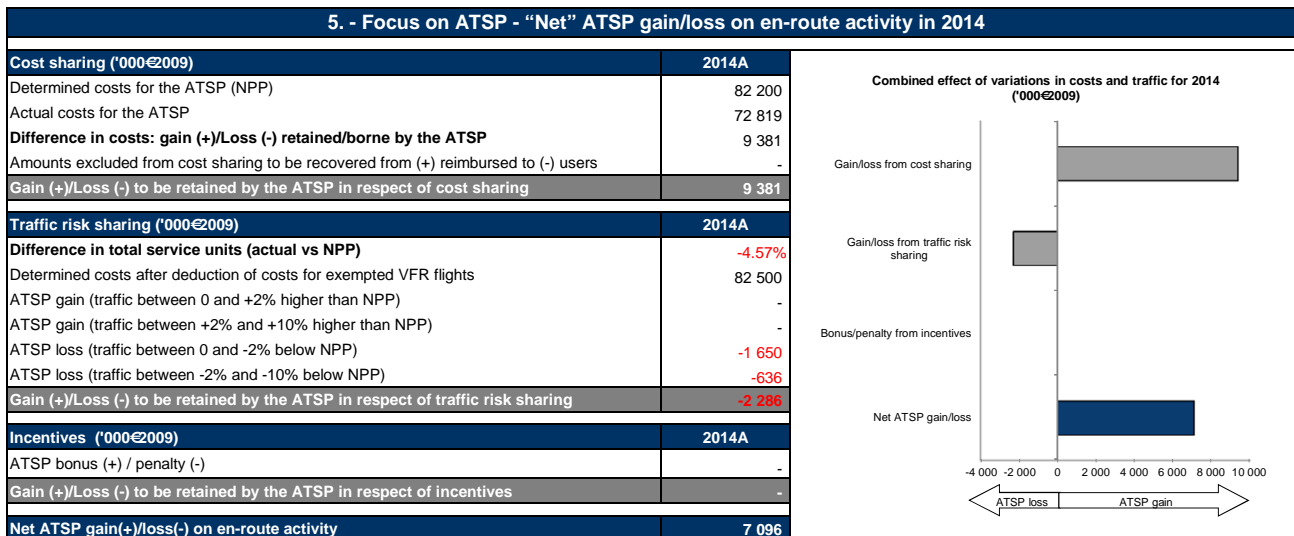 5. - Focus on ATSP - “Net” ATSP gain/loss on en-route activity in 2014
Cost sharing ('000€2009) 2014A
Determined costs for the ATSP (NPP) 82 200
Actual costs for the ATSP 72 819
Difference in costs: gain (+)/Loss (-) retained/borne by the ATSP 9 381
Amounts excluded from cost sharing to be recovered from (+) reimbursed to (-) users -
Gain (+)/Loss (-) to be retained by the ATSP in respect of cost sharing 9 381
Traffic risk sharing ('000€2009) 2014A
Difference in total service units (actual vs NPP) -4.57%
Determined costs after deduction of costs for exempted VFR flights 82 500
ATSP gain (traffic between 0 and +2% higher than NPP) -
ATSP gain (traffic between +2% and +10% higher than NPP) -
ATSP loss (traffic between 0 and -2% below NPP) -1 650
ATSP loss (traffic between -2% and -10% below NPP) -636
Gain (+)/Loss (-) to be retained by the ATSP in respect of traffic risk sharing -2 286
Incentives ('000€2009) 2014A
ATSP bonus (+) / penalty (-) -
Gain (+)/Loss (-) to be retained by the ATSP in respect of incentives -
Net ATSP gain(+)/loss(-) on en-route activity 7 096
Combined effect of variations in costs and traffic for 2014
('000€2009)
Gain/loss from cost sharing
Gain/loss from traffic risk
sharing
Bonus/penalty from incentives
Net ATSP gain/loss
-4 000 -2 000 0 2 000 4 000 6 000 8 000 10 000
ATSP loss ATSP gain